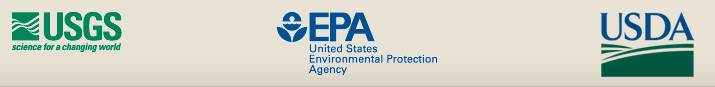 USGS
science for a changing world
EPA
United States
Environmental Protection
Agency
USDA